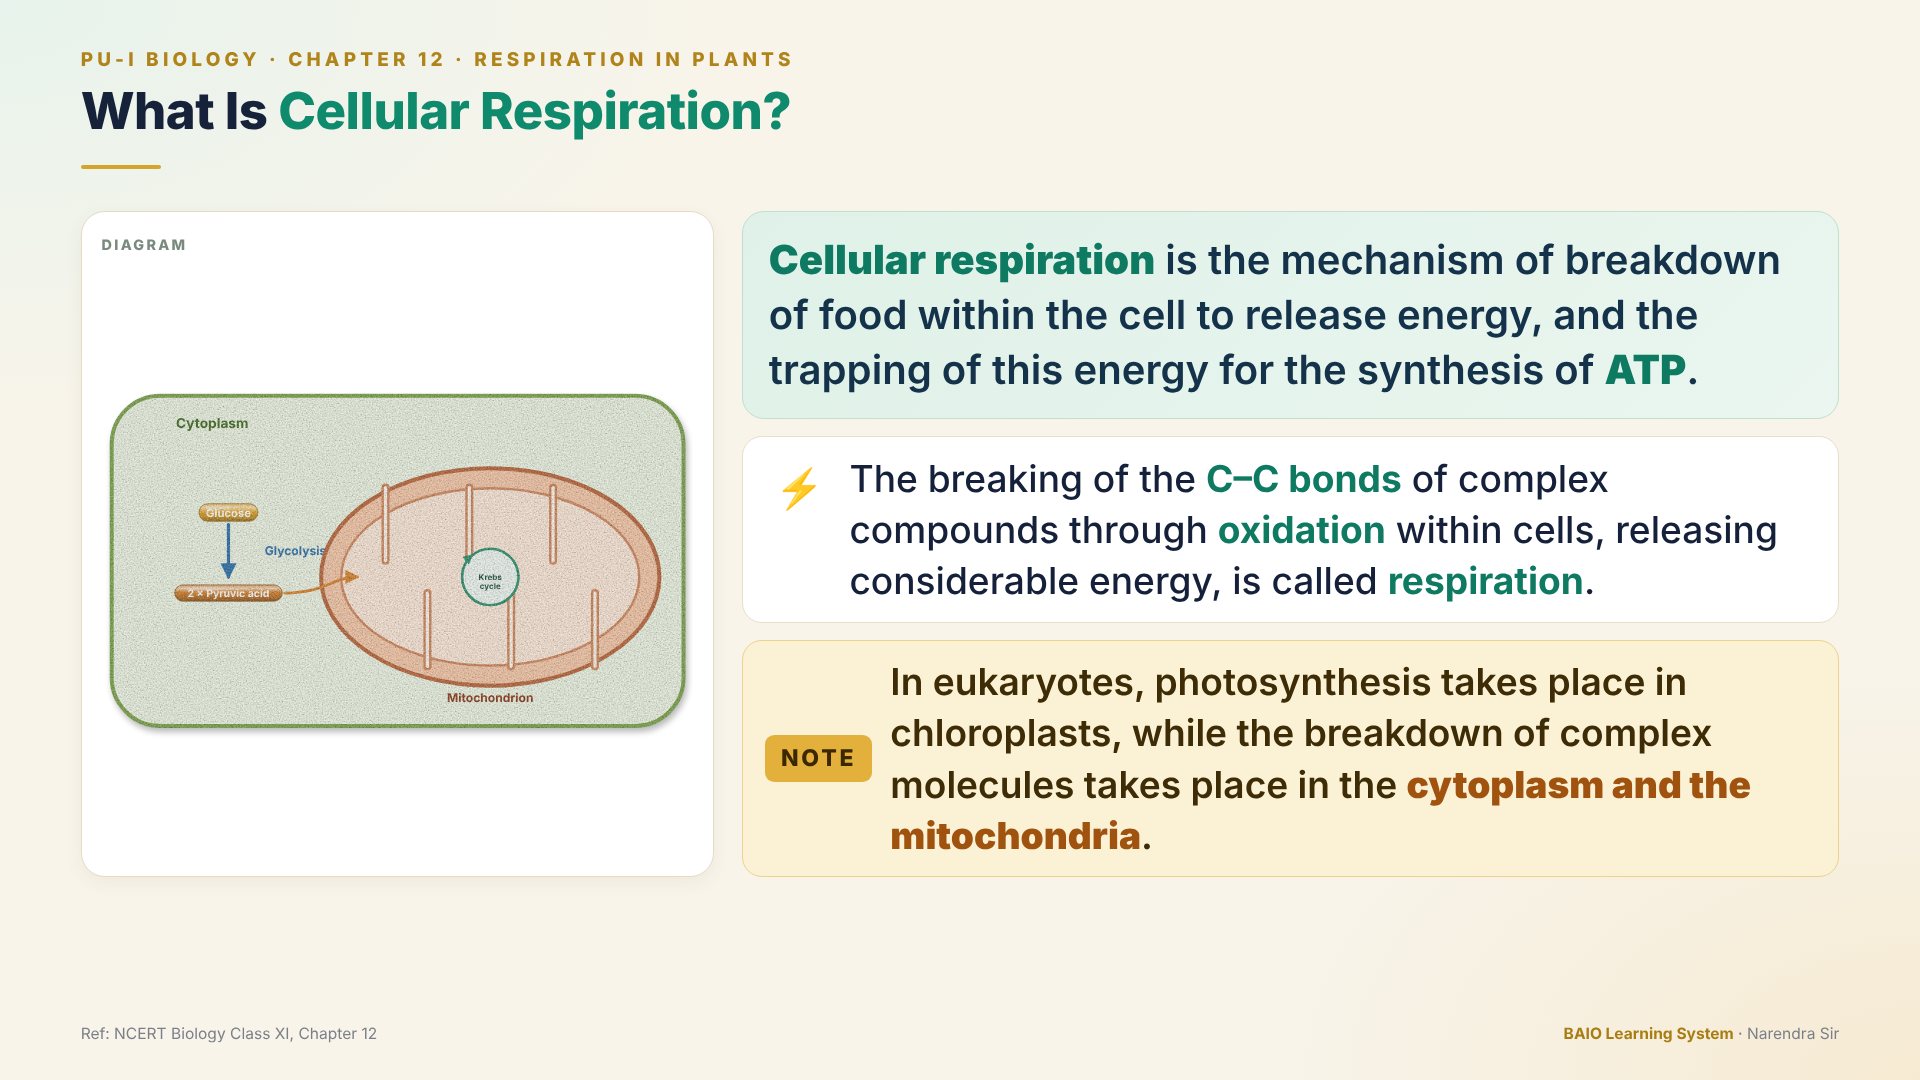 PU-I BIOLOGY · CHAPTER 12 · RESPIRATION IN PLANTS
What Is Cellular Respiration?
DIAGRAM
Cytoplasm
Glucose
Glycolysis
2 × Pyruvic acid
Krebs
cycle
Mitochondrion
Cellular respiration is the mechanism of breakdown
of food within the cell to release energy, and the
trapping of this energy for the synthesis of ATP.
⚡ The breaking of the C–C bonds of complex
compounds through oxidation within cells, releasing
considerable energy, is called respiration.
NOTE
In eukaryotes, photosynthesis takes place in
chloroplasts, while the breakdown of complex
molecules takes place in the cytoplasm and the
mitochondria.
Ref: NCERT Biology Class XI, Chapter 12
BAIO Learning System · Narendra Sir